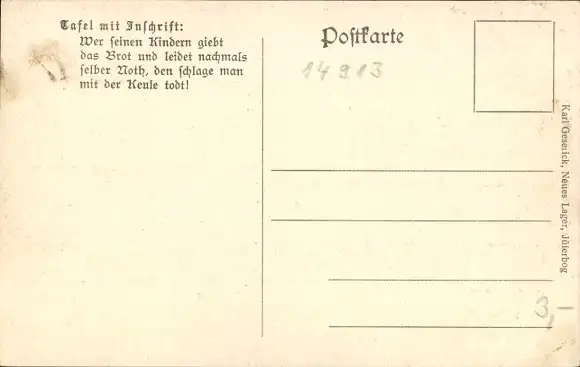 Tafel mit Inschrift:
Wer seinen Kindern giebt
das Brot und leidet nachmals
selber Noth, den schlage man
mit der Keule todt!
Postkarte
14913
Karl Gesenick, Neues Lager, Jüterbog
3,–